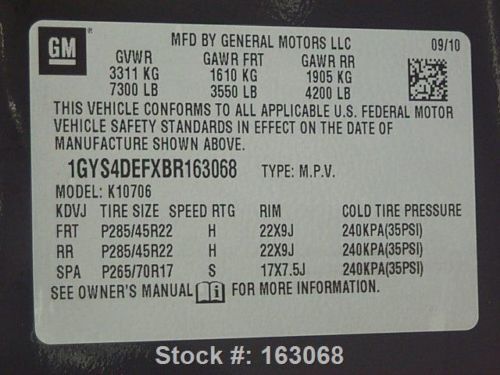 GM
MFD BY GENERAL MOTORS LLC 09/10
GVWR GAWR FRT GAWR RR
3311 KG 1610 KG 1905 KG
7300 LB 3550 LB 4200 LB
THIS VEHICLE CONFORMS TO ALL APPLICABLE U.S. FEDERAL MOTOR
VEHICLE SAFETY STANDARDS IN EFFECT ON THE DATE OF
MANUFACTURE SHOWN ABOVE.
1GYS4DEFXBR163068 TYPE: M.P.V.
MODEL: K10706
KDVJ TIRE SIZE SPEED RTG RIM COLD TIRE PRESSURE
FRT P285/45R22 H 22X9J 240KPA(35PSI)
RR P285/45R22 H 22X9J 240KPA(35PSI)
SPA P265/70R17 S 17X7.5J 240KPA(35PSI)
SEE OWNER'S MANUAL FOR MORE INFORMATION.
Stock #: 163068